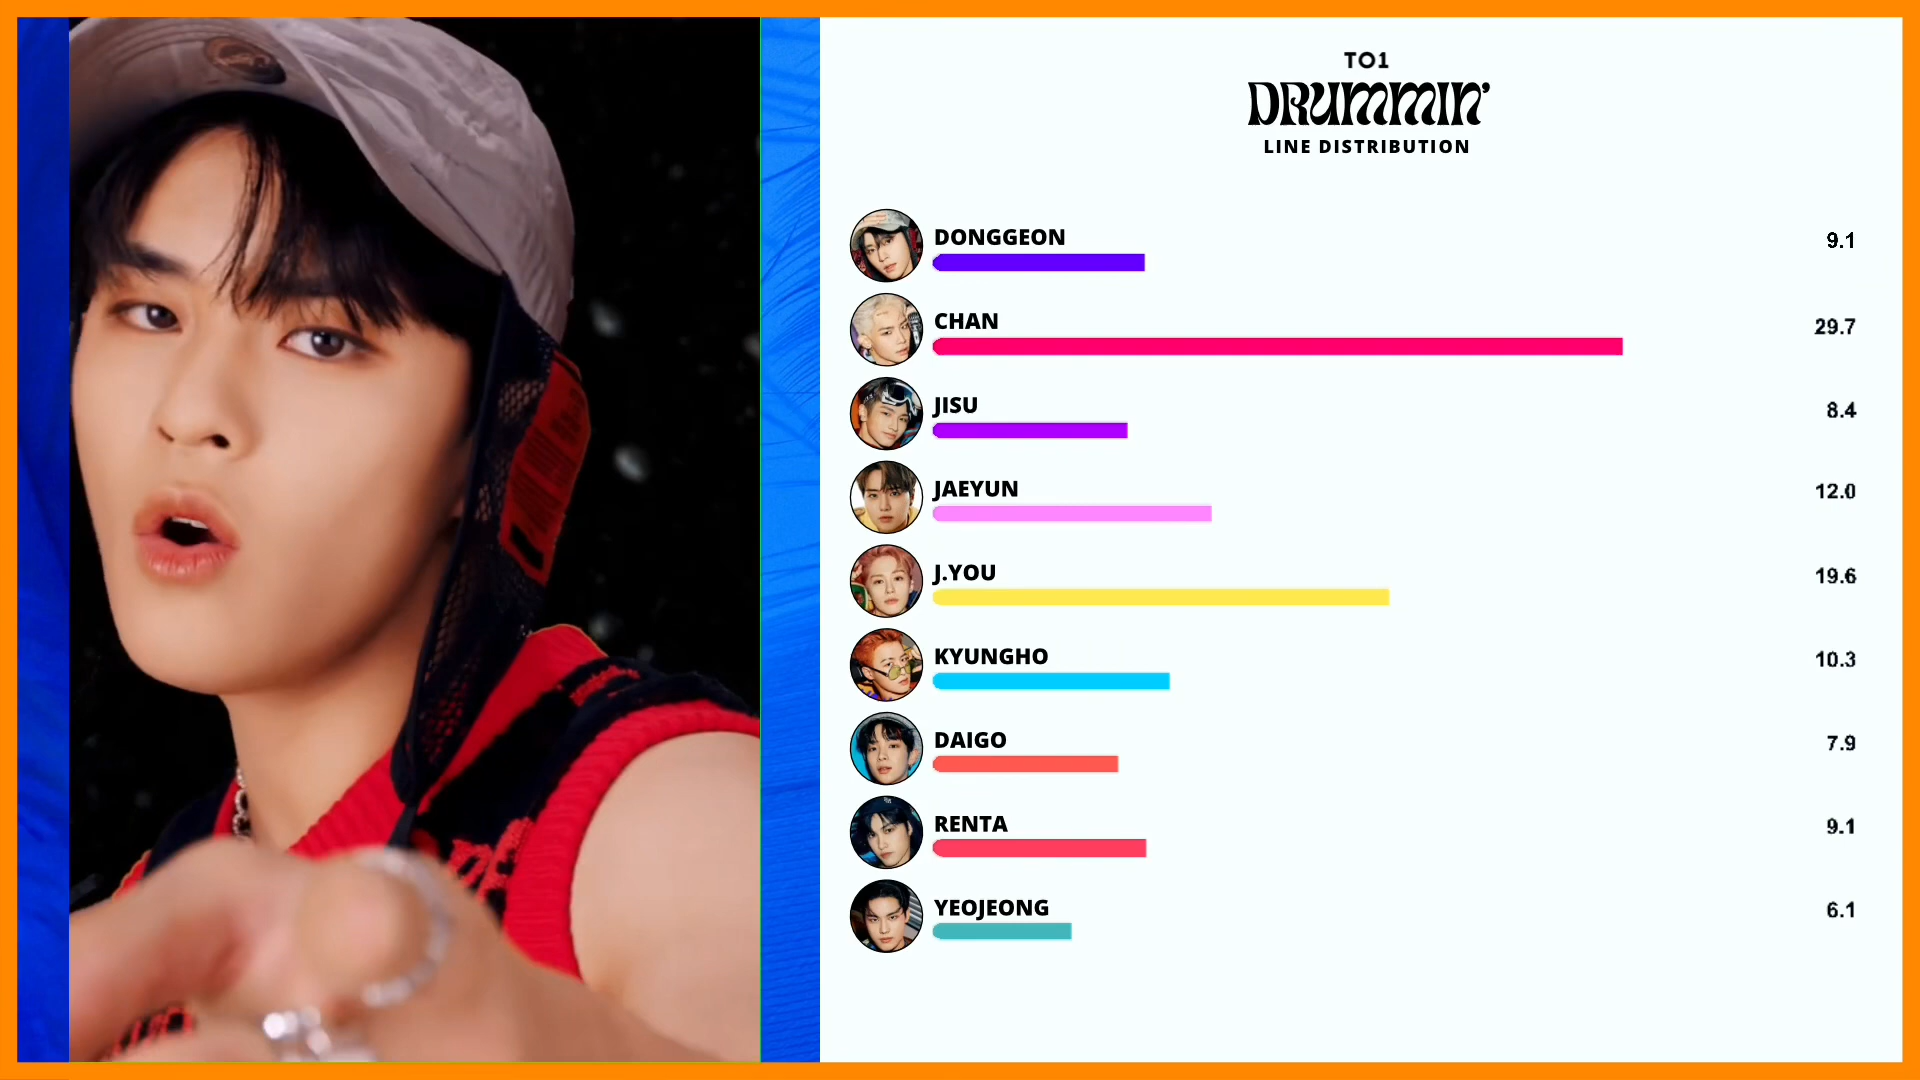 TO1
DRUMMIN'
LINE DISTRIBUTION
DONGGEON 9.1
CHAN 29.7
JISU 8.4
JAEYUN 12.0
J.YOU 19.6
KYUNGHO 10.3
DAIGO 7.9
RENTA 9.1
YEOJEONG 6.1